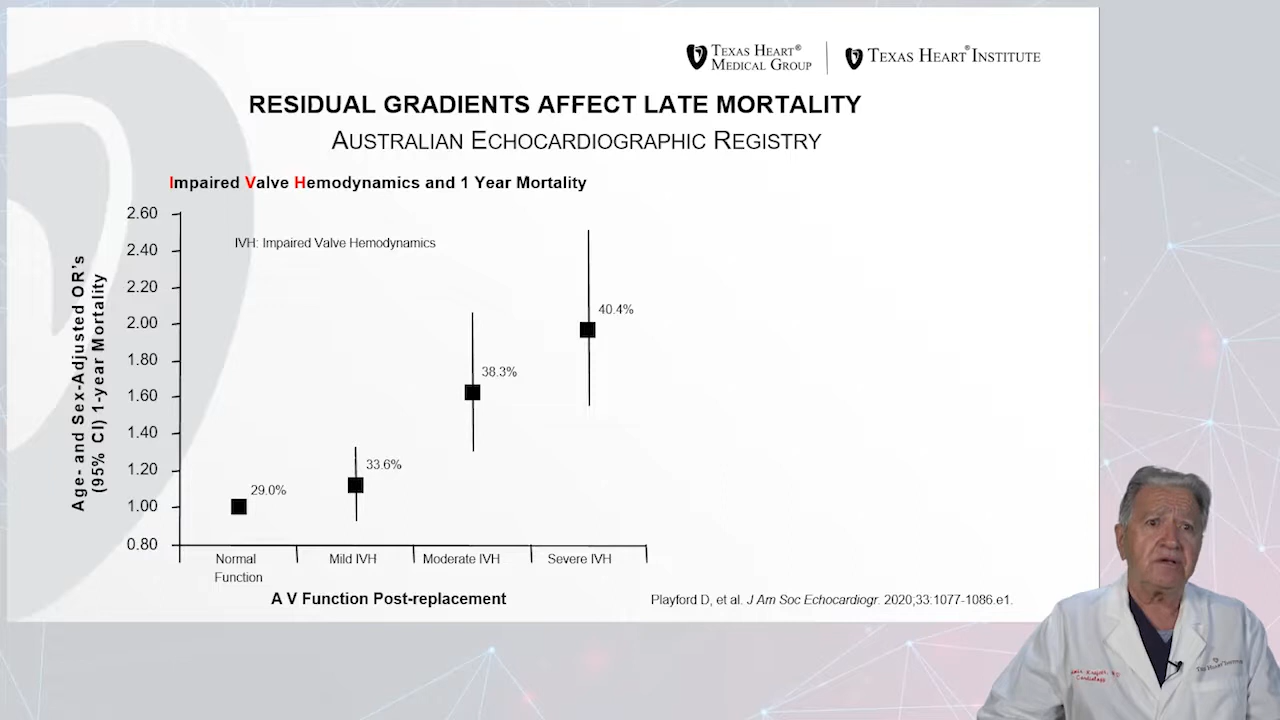 TEXAS HEART®
MEDICAL GROUP
TEXAS HEART® INSTITUTE
RESIDUAL GRADIENTS AFFECT LATE MORTALITY
AUSTRALIAN ECHOCARDIOGRAPHIC REGISTRY
Impaired Valve Hemodynamics and 1 Year Mortality
IVH: Impaired Valve Hemodynamics
Age- and Sex-Adjusted OR's
(95% CI) 1-year Mortality
2.60
2.40
2.20
2.00
1.80
1.60
1.40
1.20
1.00
0.80
29.0%
33.6%
38.3%
40.4%
Normal
Function
Mild IVH
Moderate IVH
Severe IVH
A V Function Post-replacement
Playford D, et al. J Am Soc Echocardiogr. 2020;33:1077-1086.e1.
Cardiology
Texas Heart Institute